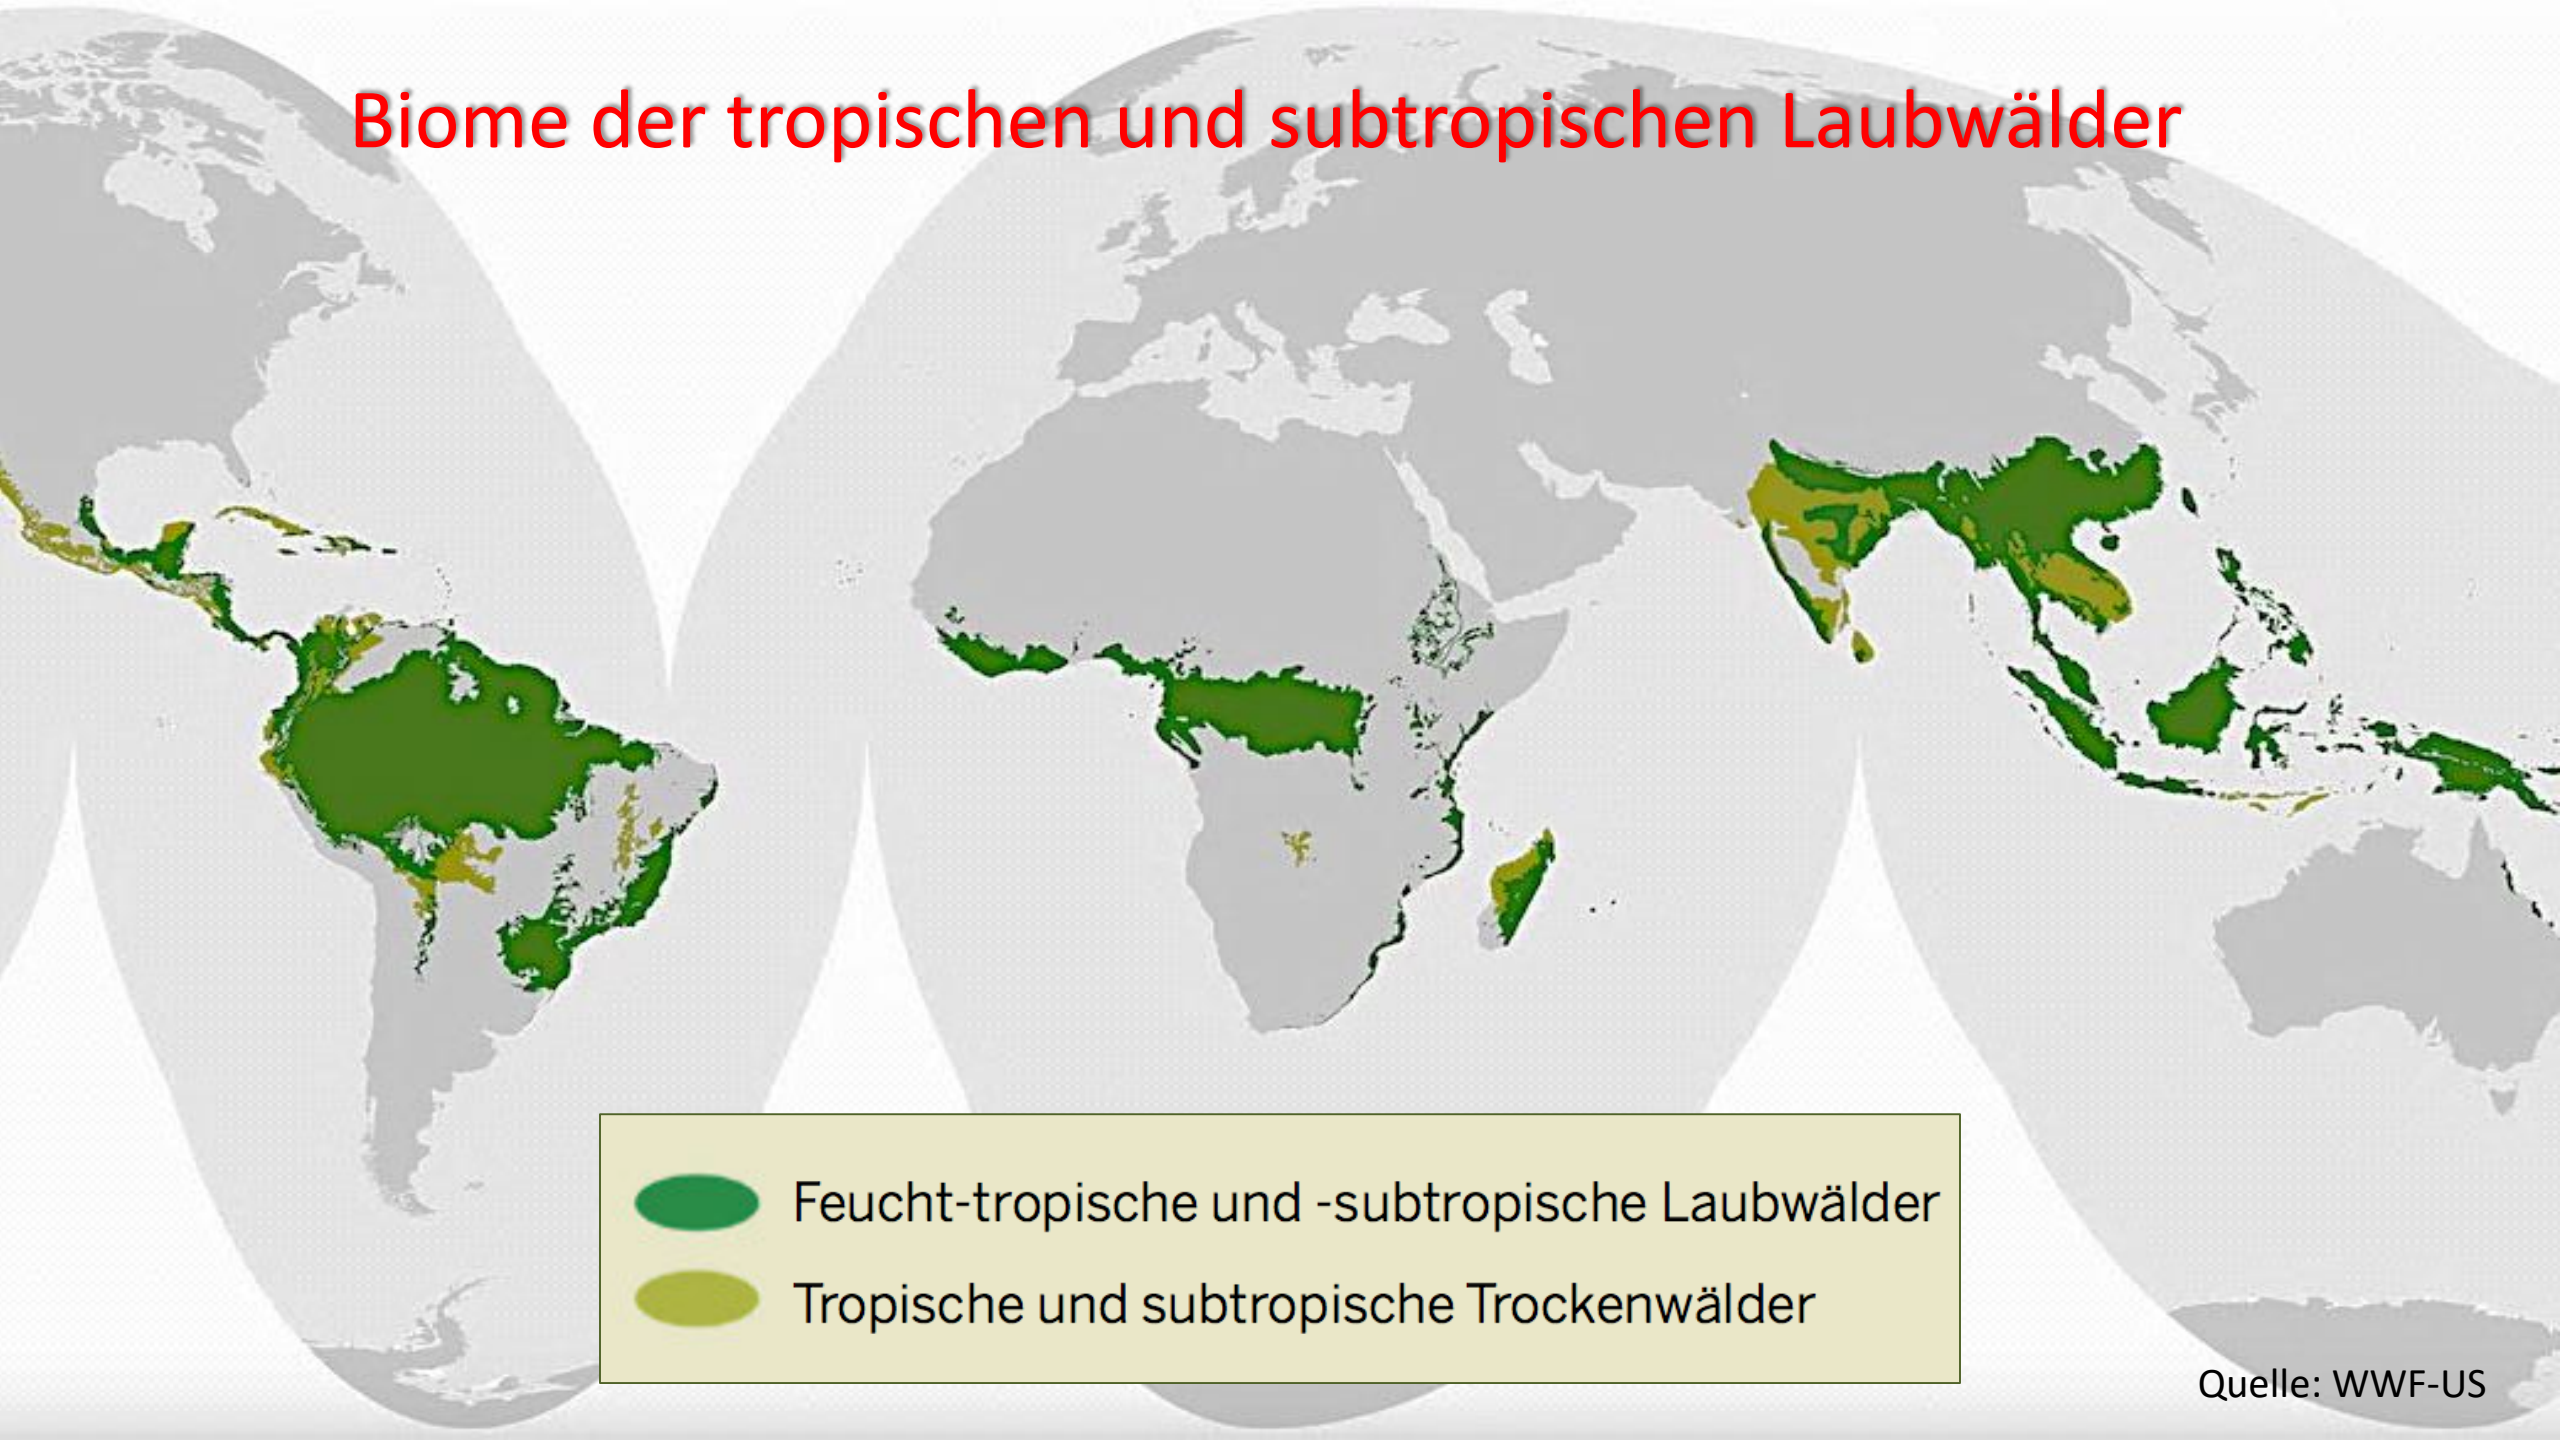 Biome der tropischen und subtropischen Laubwälder
Feucht-tropische und -subtropische Laubwälder
Tropische und subtropische Trockenwälder
Quelle: WWF-US